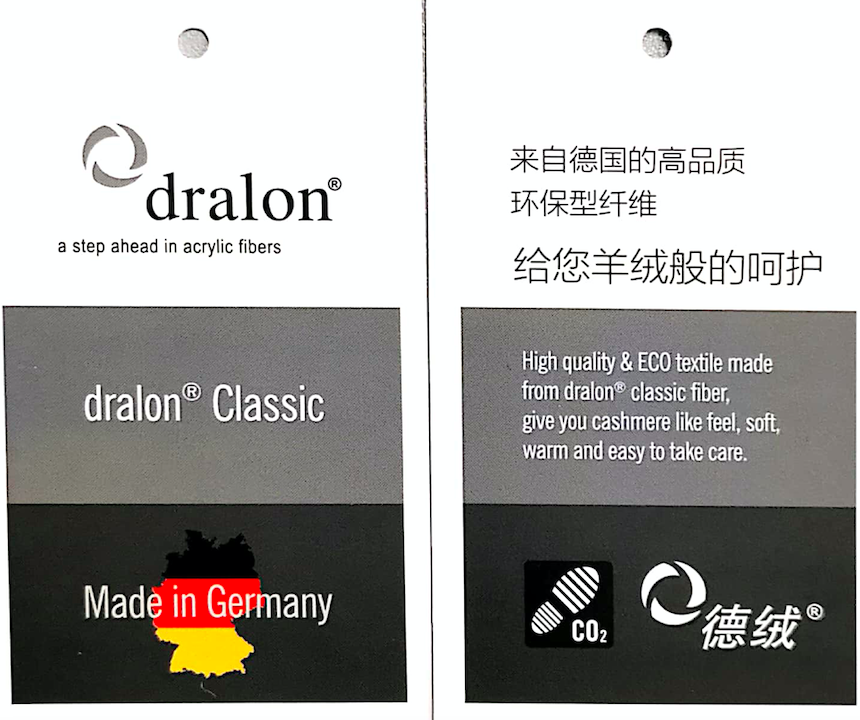 dralon®
a step ahead in acrylic fibers
dralon® Classic
Made in Germany
来自德国的高品质
环保型纤维
给您羊绒般的呵护
High quality & ECO textile made
from dralon® classic fiber,
give you cashmere like feel, soft,
warm and easy to take care.
CO₂
德绒®